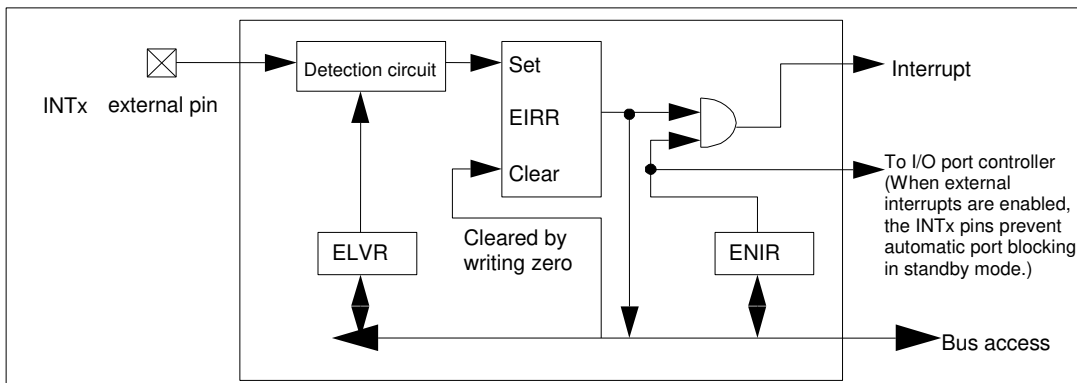 INTx external pin
Detection circuit
Set
EIRR
Clear
Cleared by
writing zero
ELVR
ENIR
Interrupt
To I/O port controller
(When external
interrupts are enabled,
the INTx pins prevent
automatic port blocking
in standby mode.)
Bus access